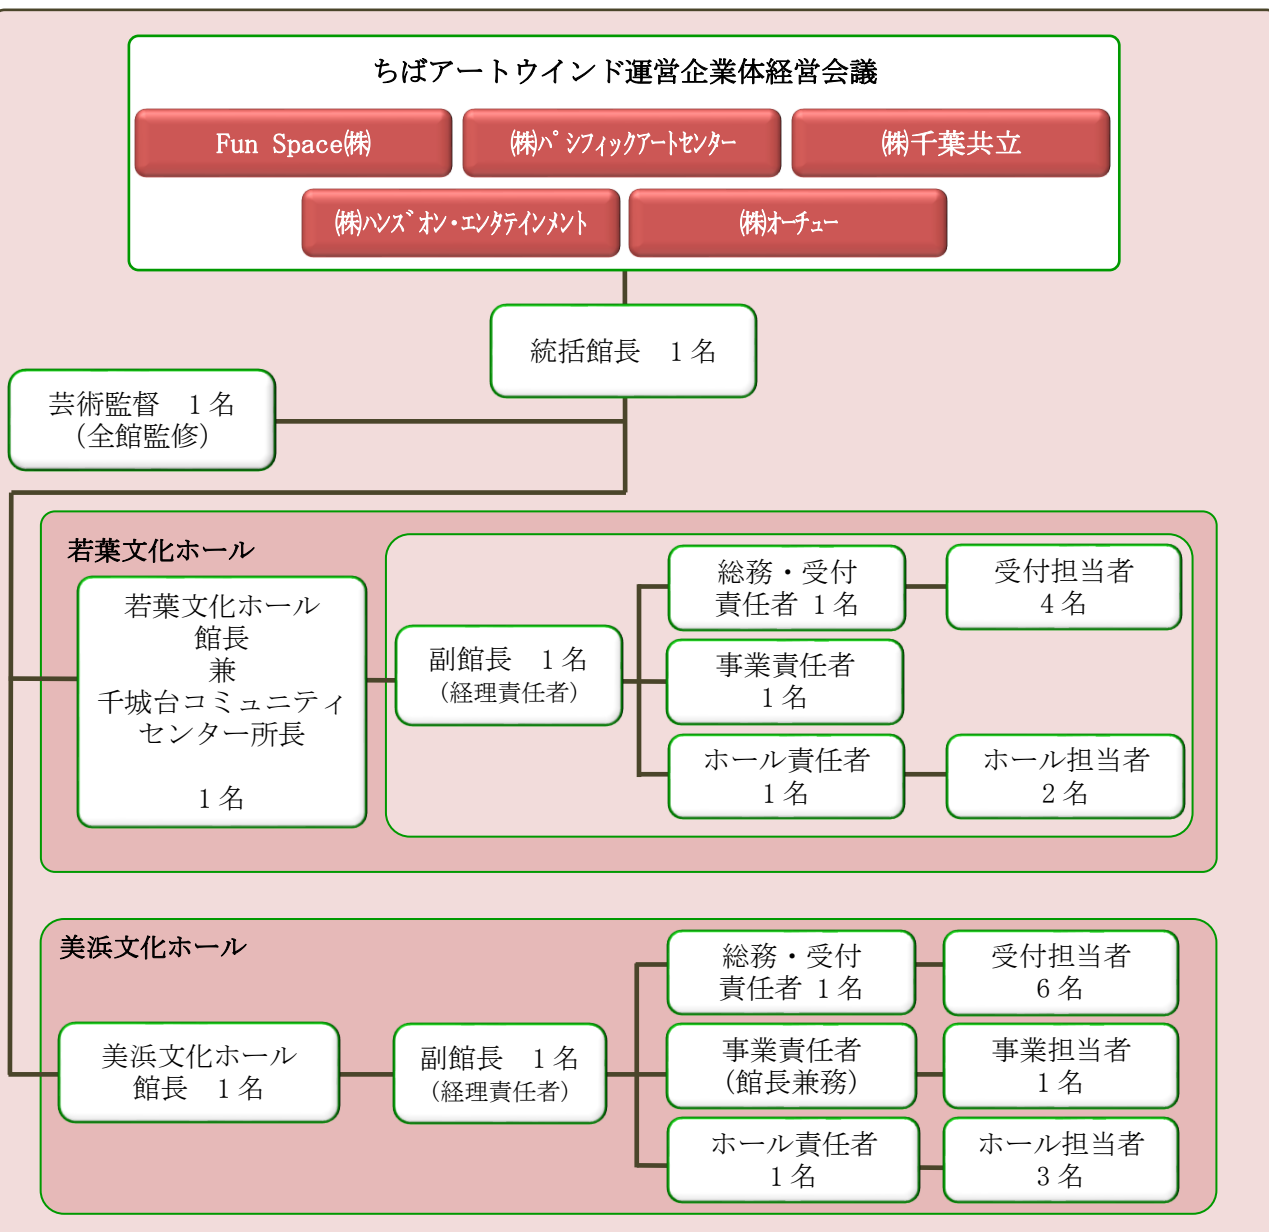 ちばアートウインド運営企業体経営会議
Fun Space㈱
㈱ﾊﾟｼﾌｨｯｸｱｰﾄｾﾝﾀｰ
㈱千葉共立
㈱ﾊﾝｽﾞｵﾝ・ｴﾝﾀﾃｲﾝﾒﾝﾄ
㈱ｵｰﾁｭｰ
統括館長　1名
芸術監督　1名
（全館監修）
若葉文化ホール
若葉文化ホール
館長
兼
千城台コミュニティ
センター所長
1名
副館長　1名
（経理責任者）
総務・受付
責任者 1名
受付担当者
4名
事業責任者
1名
ホール責任者
1名
ホール担当者
2名
美浜文化ホール
美浜文化ホール
館長　1名
副館長　1名
（経理責任者）
総務・受付
責任者 1名
受付担当者
6名
事業責任者
（館長兼務）
事業担当者
1名
ホール責任者
1名
ホール担当者
3名